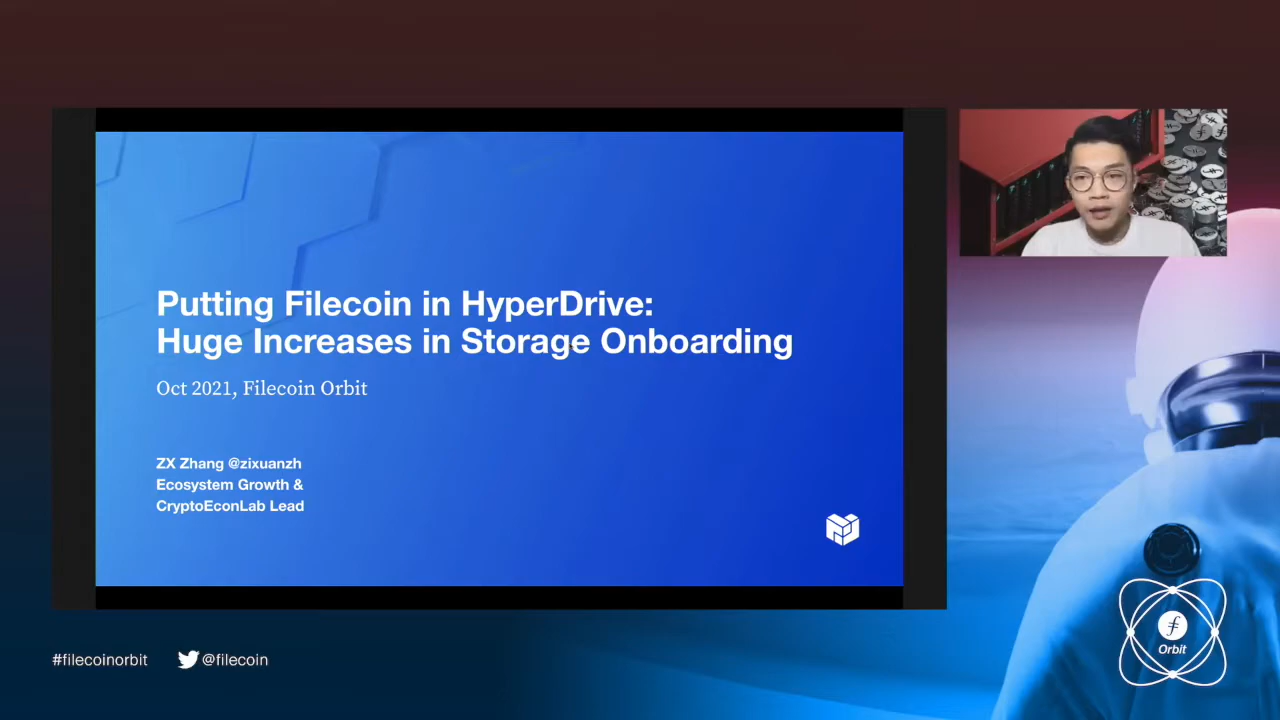 Putting Filecoin in HyperDrive:
Huge Increases in Storage Onboarding
Oct 2021, Filecoin Orbit
ZX Zhang @zixuanzh
Ecosystem Growth &
CryptoEconLab Lead
#filecoinorbit
@filecoin
Orbit